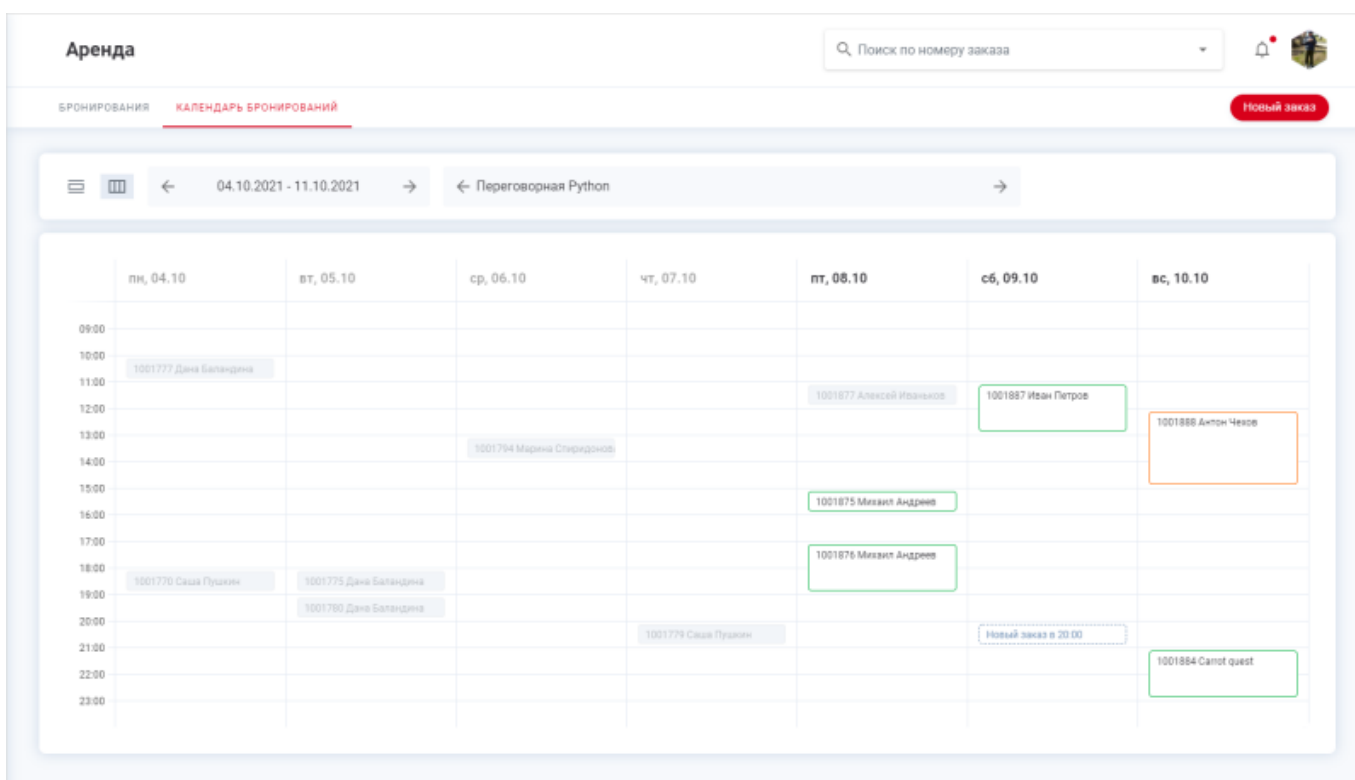 Аренда
Поиск по номеру заказа
БРОНИРОВАНИЯ КАЛЕНДАРЬ БРОНИРОВАНИЙ
Новый заказ
04.10.2021 - 11.10.2021
Переговорная Python
пн, 04.10 вт, 05.10 ср, 06.10 чт, 07.10 пт, 08.10 сб, 09.10 вс, 10.10
09:00
10:00
1001777 Дана Баландина
11:00
1001877 Алексей Иваньков
1001887 Иван Петров
12:00
1001888 Антон Чехов
13:00
1001794 Марина Спиридонов
14:00
15:00
1001875 Михаил Андреев
16:00
17:00
1001876 Михаил Андреев
18:00
1001770 Саша Пушкин
1001775 Дана Баландина
19:00
1001780 Дана Баландина
20:00
1001779 Саша Пушкин
Новый заказ в 20:00
21:00
1001884 Carrot quest
22:00
23:00